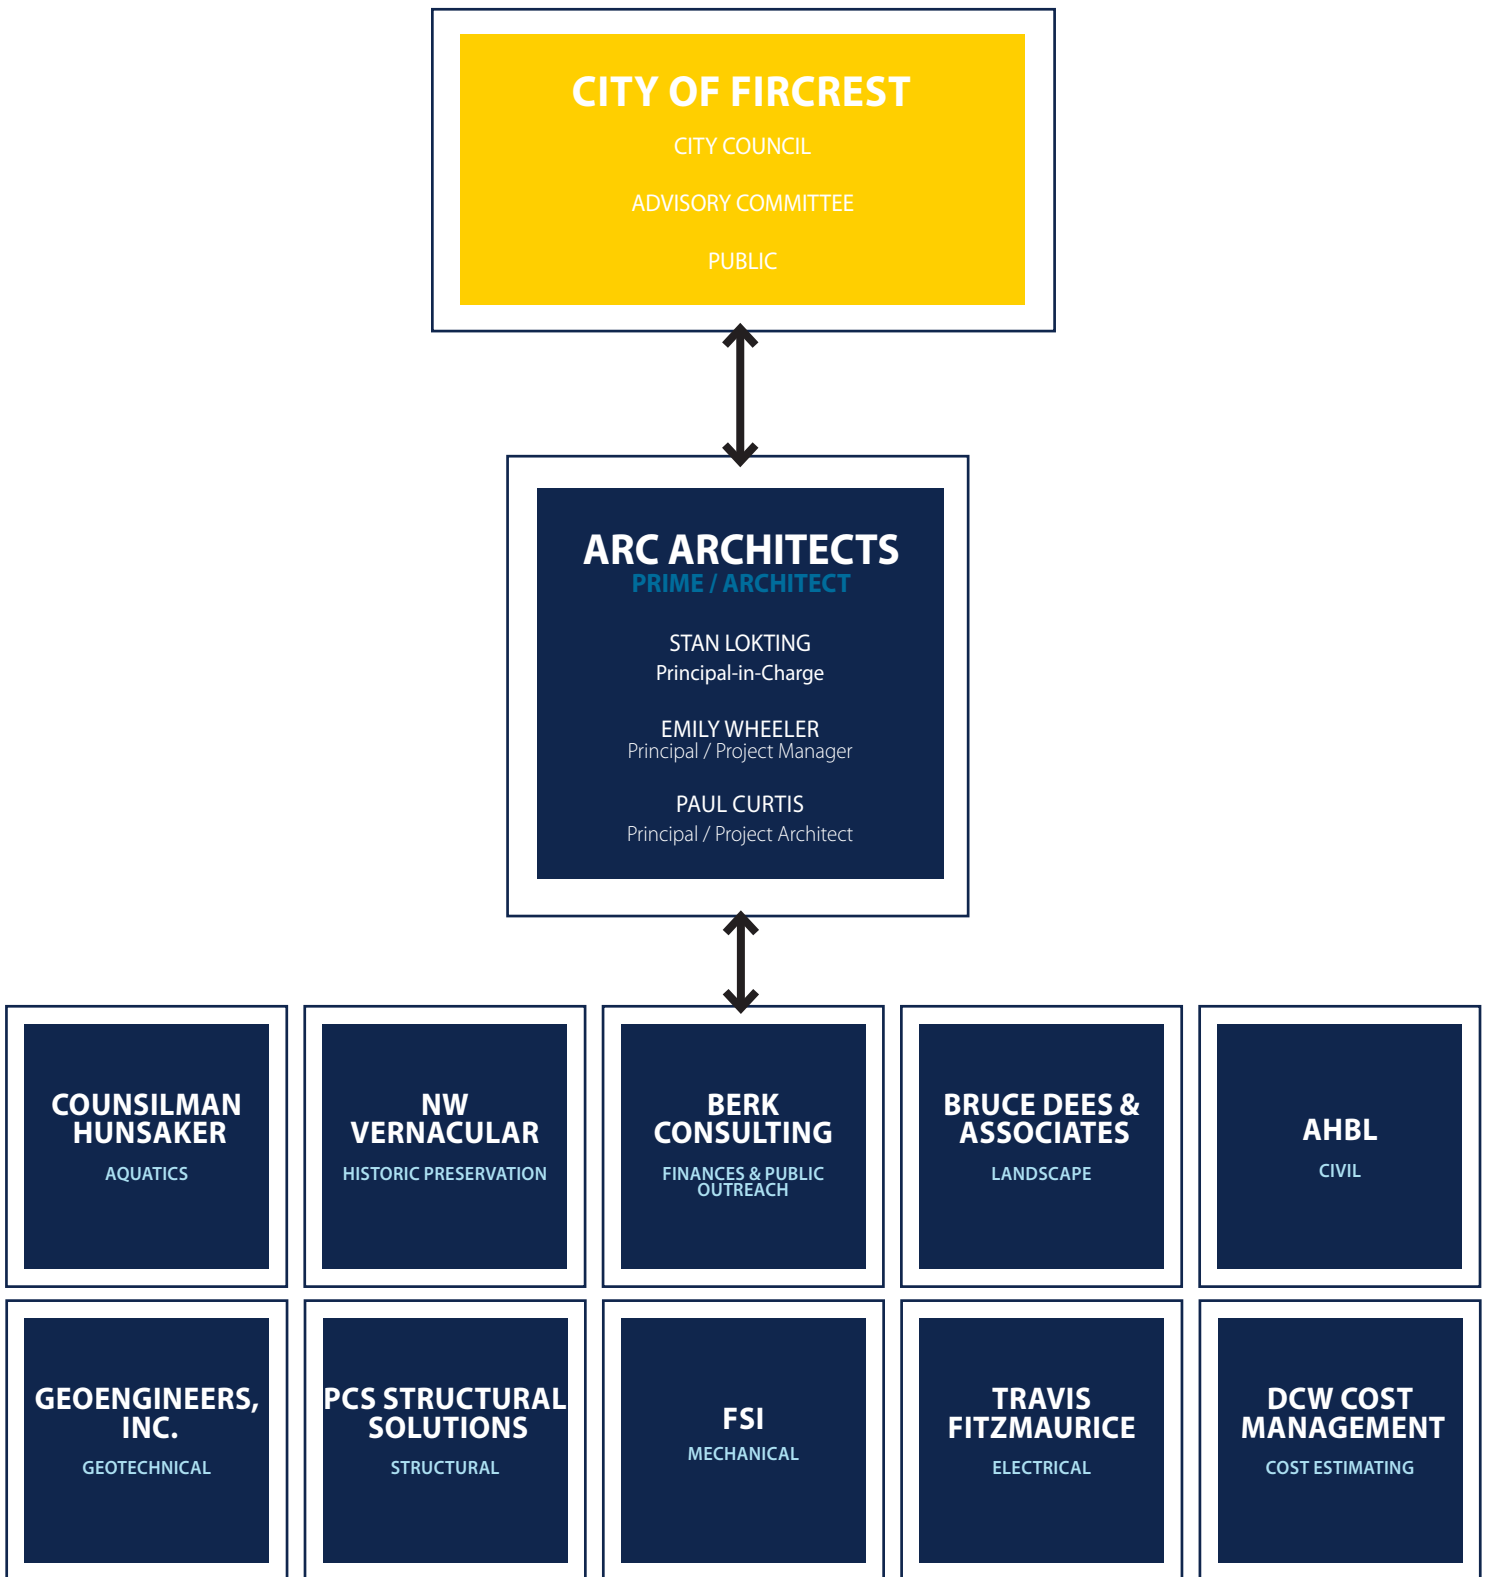 CITY OF FIRCREST
CITY COUNCIL
ADVISORY COMMITTEE
PUBLIC
ARC ARCHITECTS
PRIME / ARCHITECT
STAN LOKTING
Principal-in-Charge
EMILY WHEELER
Principal / Project Manager
PAUL CURTIS
Principal / Project Architect
COUNSILMAN
HUNSAKER
AQUATICS
NW
VERNACULAR
HISTORIC PRESERVATION
BERK
CONSULTING
FINANCES & PUBLIC
OUTREACH
BRUCE DEES &
ASSOCIATES
LANDSCAPE
AHBL
CIVIL
GEOENGINEERS,
INC.
GEOTECHNICAL
PCS STRUCTURAL
SOLUTIONS
STRUCTURAL
FSI
MECHANICAL
TRAVIS
FITZMAURICE
ELECTRICAL
DCW COST
MANAGEMENT
COST ESTIMATING